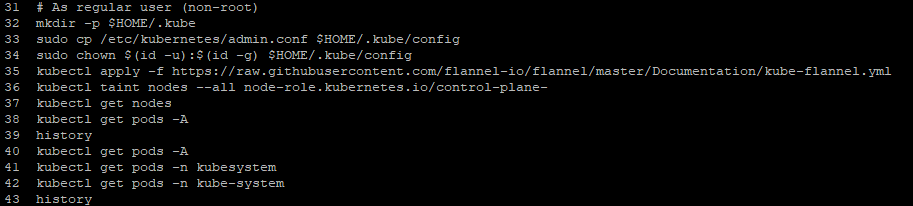 31 # As regular user (non-root)
32 mkdir -p $HOME/.kube
33 sudo cp /etc/kubernetes/admin.conf $HOME/.kube/config
34 sudo chown $(id -u):$(id -g) $HOME/.kube/config
35 kubectl apply -f https://raw.githubusercontent.com/flannel-io/flannel/master/Documentation/kube-flannel.yml
36 kubectl taint nodes --all node-role.kubernetes.io/control-plane-
37 kubectl get nodes
38 kubectl get pods -A
39 history
40 kubectl get pods -A
41 kubectl get pods -n kubesystem
42 kubectl get pods -n kube-system
43 history